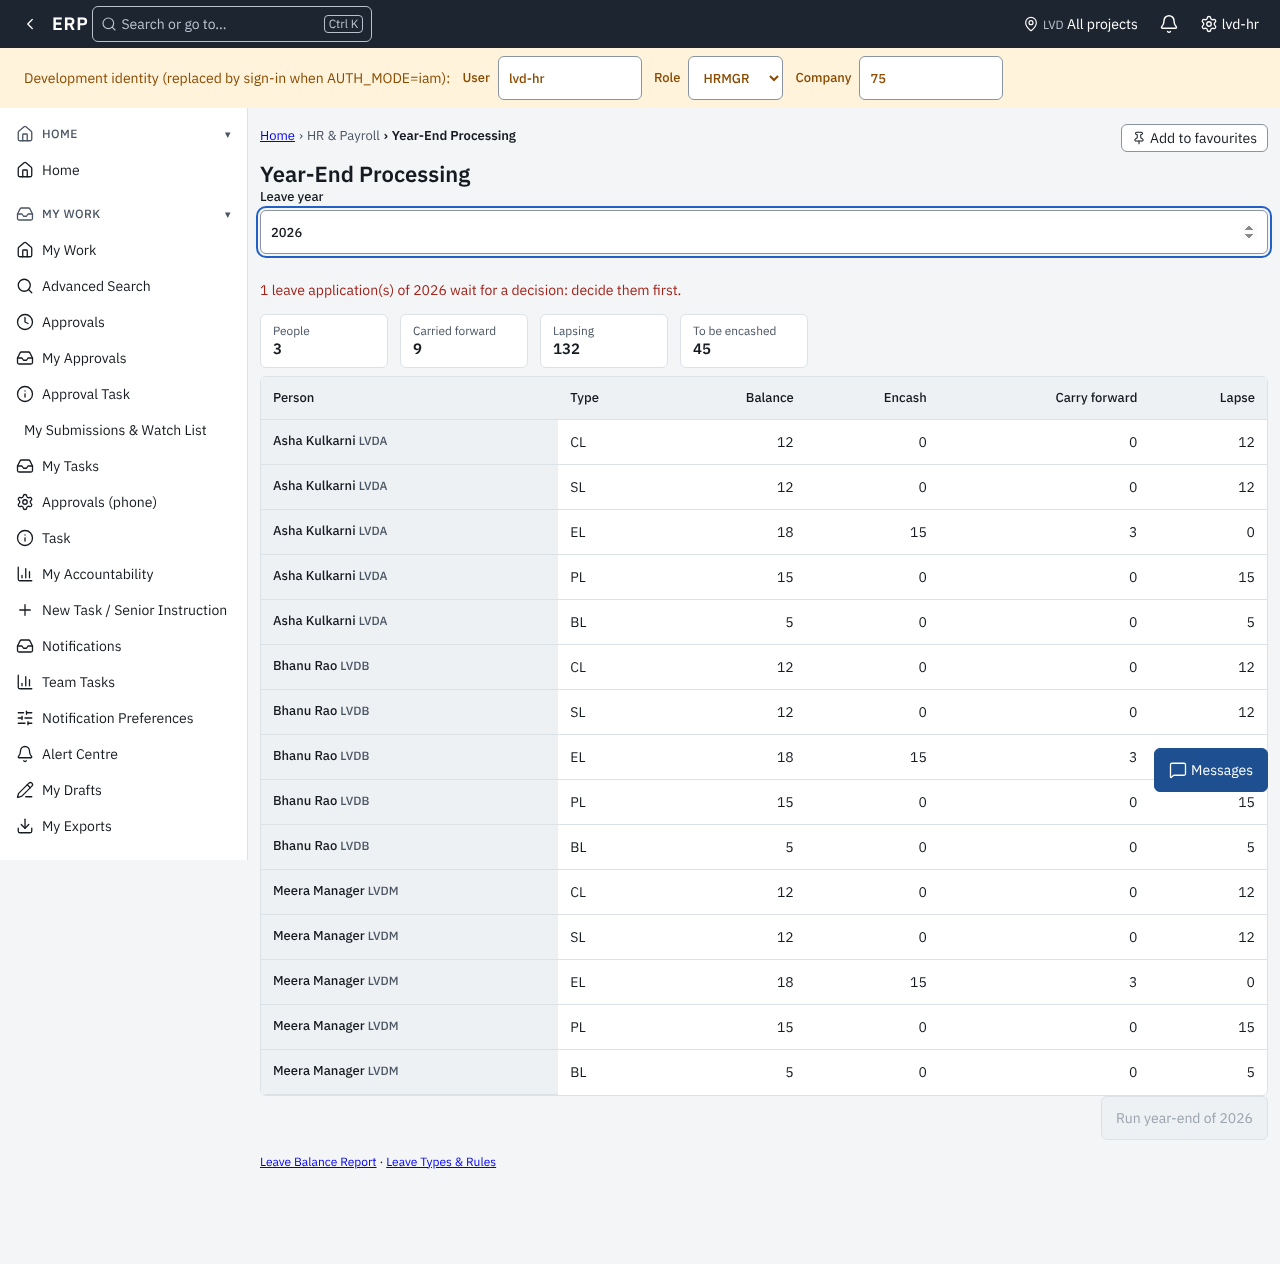 ERP Search or go to... Ctrl K LVD All projects lvd-hr
Development identity (replaced by sign-in when AUTH_MODE=iam): User lvd-hr Role HRMGR Company 75
HOME
Home
MY WORK
My Work
Advanced Search
Approvals
My Approvals
Approval Task
My Submissions & Watch List
My Tasks
Approvals (phone)
Task
My Accountability
New Task / Senior Instruction
Notifications
Team Tasks
Notification Preferences
Alert Centre
My Drafts
My Exports
Home › HR & Payroll › Year-End Processing
Add to favourites
Year-End Processing
Leave year
2026
1 leave application(s) of 2026 wait for a decision: decide them first.
People Carried forward Lapsing To be encashed
3 9 132 45
Person Type Balance Encash Carry forward Lapse
Asha Kulkarni LVDA CL 12 0 0 12
Asha Kulkarni LVDA SL 12 0 0 12
Asha Kulkarni LVDA EL 18 15 3 0
Asha Kulkarni LVDA PL 15 0 0 15
Asha Kulkarni LVDA BL 5 0 0 5
Bhanu Rao LVDB CL 12 0 0 12
Bhanu Rao LVDB SL 12 0 0 12
Bhanu Rao LVDB EL 18 15 3
Messages
Bhanu Rao LVDB PL 15 0 0 15
Bhanu Rao LVDB BL 5 0 0 5
Meera Manager LVDM CL 12 0 0 12
Meera Manager LVDM SL 12 0 0 12
Meera Manager LVDM EL 18 15 3 0
Meera Manager LVDM PL 15 0 0 15
Meera Manager LVDM BL 5 0 0 5
Run year-end of 2026
Leave Balance Report · Leave Types & Rules